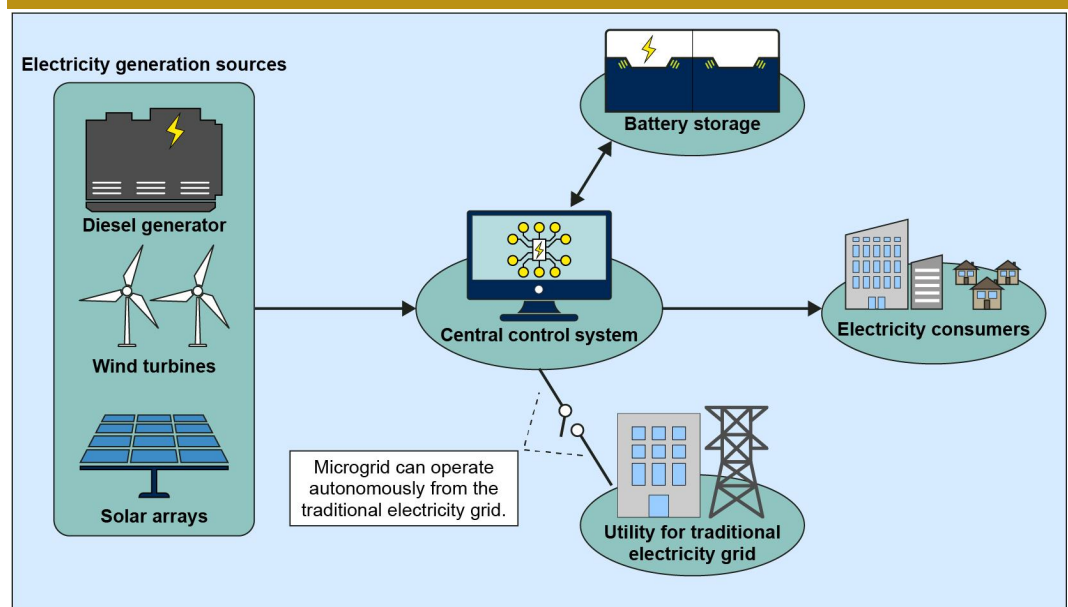 Electricity generation sources
Diesel generator
Wind turbines
Solar arrays
Battery storage
Central control system
Electricity consumers
Microgrid can operate
autonomously from the
traditional electricity grid.
Utility for traditional
electricity grid